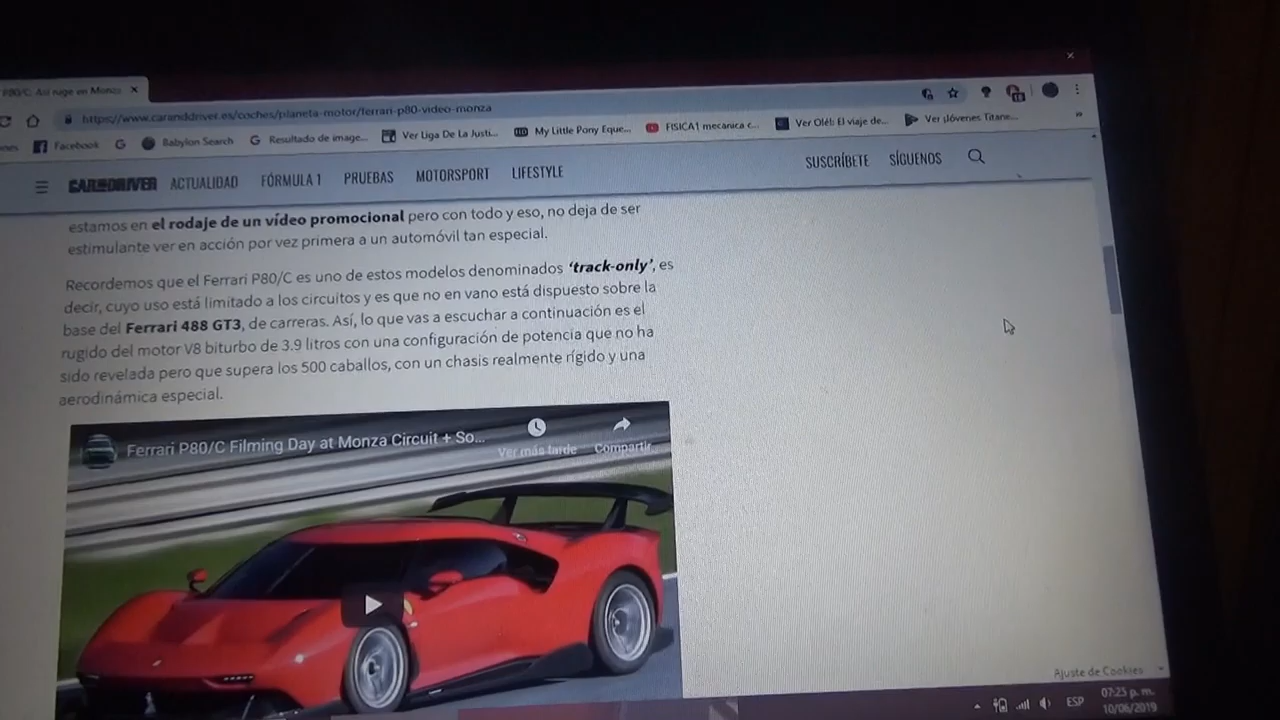 P80/C: Así ruge en Monza
https://www.caranddriver.es/coches/planeta-motor/ferrari-p80-video-monza
Facebook
G
Babylon Search
Resultado de image...
Ver Liga De La Justi...
My Little Pony Eque...
FISICA1 mecanica c...
Ver Olé!: El viaje de...
Ver ¡Jóvenes Titane...
»
CAR AND DRIVER ACTUALIDAD FÓRMULA 1 PRUEBAS MOTORSPORT LIFESTYLE SUSCRÍBETE SÍGUENOS
estamos en el rodaje de un vídeo promocional pero con todo y eso, no deja de ser
estimulante ver en acción por vez primera a un automóvil tan especial.
Recordemos que el Ferrari P80/C es uno de estos modelos denominados ‘track-only’, es
decir, cuyo uso está limitado a los circuitos y es que no en vano está dispuesto sobre la
base del Ferrari 488 GT3, de carreras. Así, lo que vas a escuchar a continuación es el
rugido del motor V8 biturbo de 3.9 litros con una configuración de potencia que no ha
sido revelada pero que supera los 500 caballos, con un chasis realmente rígido y una
aerodinámica especial.
Ferrari P80/C Filming Day at Monza Circuit + So...
Ver más tarde
Compartir
Ajuste de Cookies
ESP
07:25 p. m.
10/06/2019